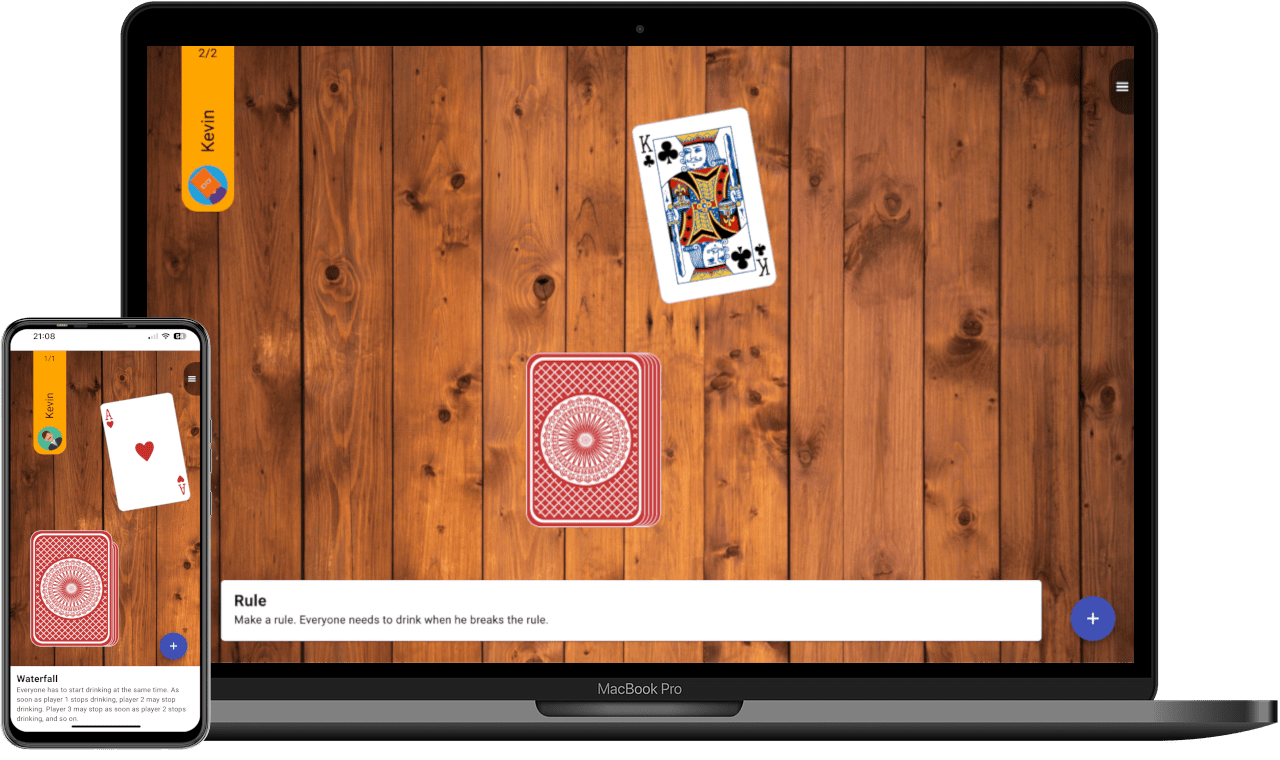 2/2
Kevin
K
K
Rule
Make a rule. Everyone needs to drink when he breaks the rule.
MacBook Pro
21:08
1/1
Kevin
A
A
Waterfall
Everyone has to start drinking at the same time. As
soon as player 1 stops drinking, player 2 may stop
drinking. Player 3 may stop as soon as player 2 stops
drinking, and so on.